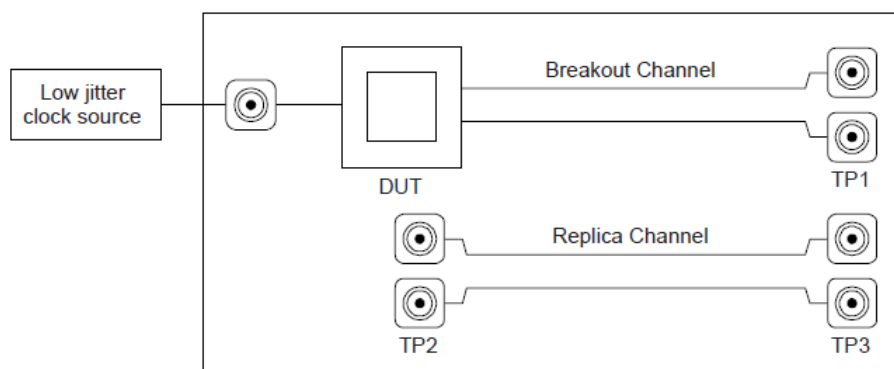 Breakout Channel
Low jitter
clock source
DUT
TP1
Replica Channel
TP2
TP3